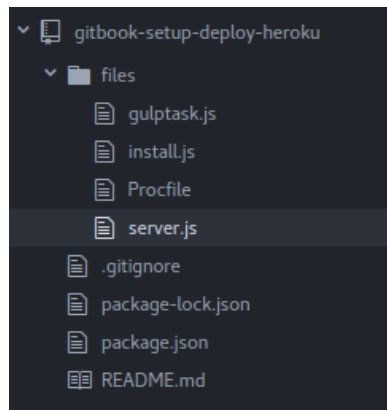 gitbook-setup-deploy-heroku
files
gulptask.js
install.js
Procfile
server.js
.gitignore
package-lock.json
package.json
README.md